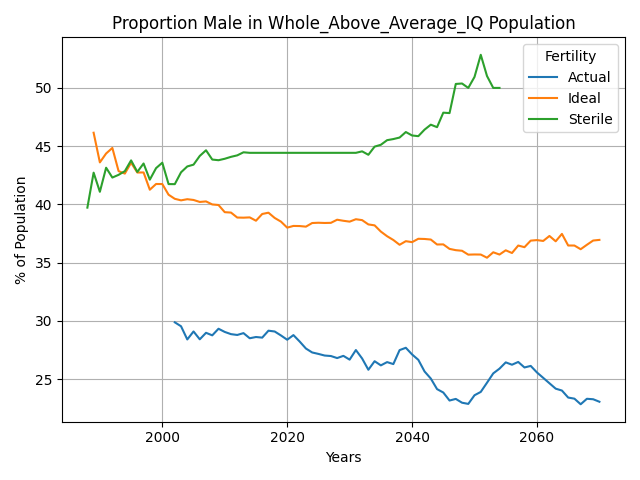 Proportion Male in Whole_Above_Average_IQ Population
Fertility
Actual
Ideal
Sterile
% of Population
50
45
40
35
30
25
2000
2020
2040
2060
Years